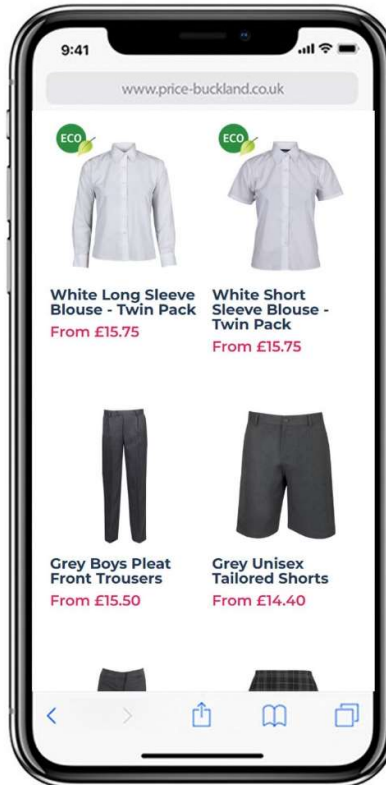 9:41
www.price-buckland.co.uk
ECO
ECO
White Long Sleeve
Blouse - Twin Pack
From £15.75
White Short
Sleeve Blouse -
Twin Pack
From £15.75
Grey Boys Pleat
Front Trousers
From £15.50
Grey Unisex
Tailored Shorts
From £14.40